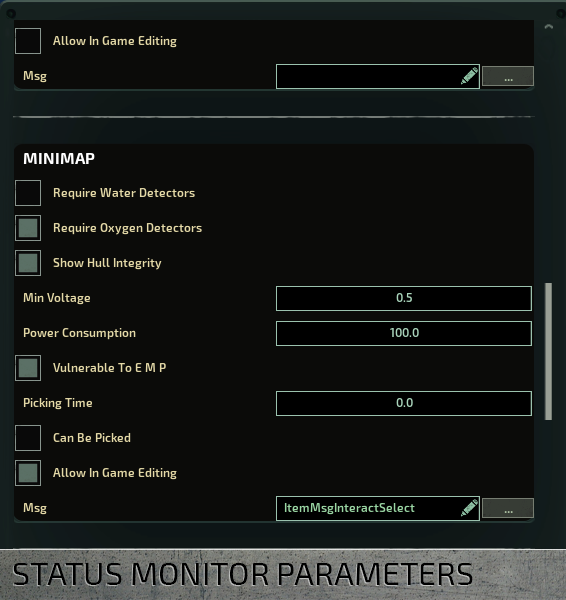 Allow In Game Editing
Msg
...
MINIMAP
Require Water Detectors
Require Oxygen Detectors
Show Hull Integrity
Min Voltage 0.5
Power Consumption 100.0
Vulnerable To E M P
Picking Time 0.0
Can Be Picked
Allow In Game Editing
Msg ItemMsgInteractSelect ...
STATUS MONITOR PARAMETERS